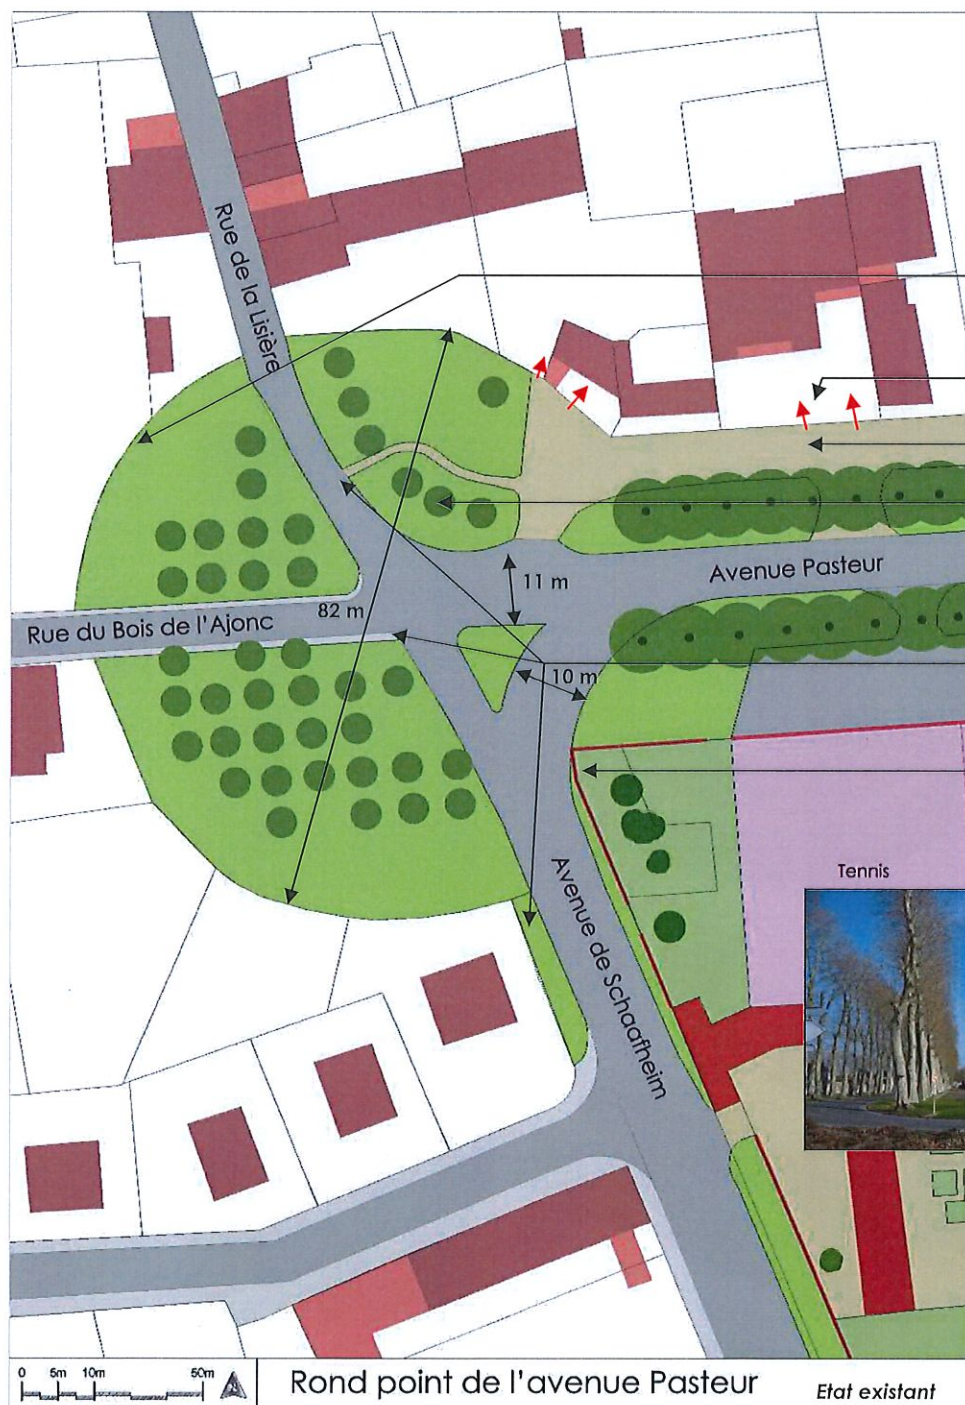 Rue de la Lisière
11 m
Avenue Pasteur
82 m
Rue du Bois de l'Ajonc
10 m
Tennis
Avenue de Schaafheim
0 5m 10m 50m
Rond point de l'avenue Pasteur
Etat existant